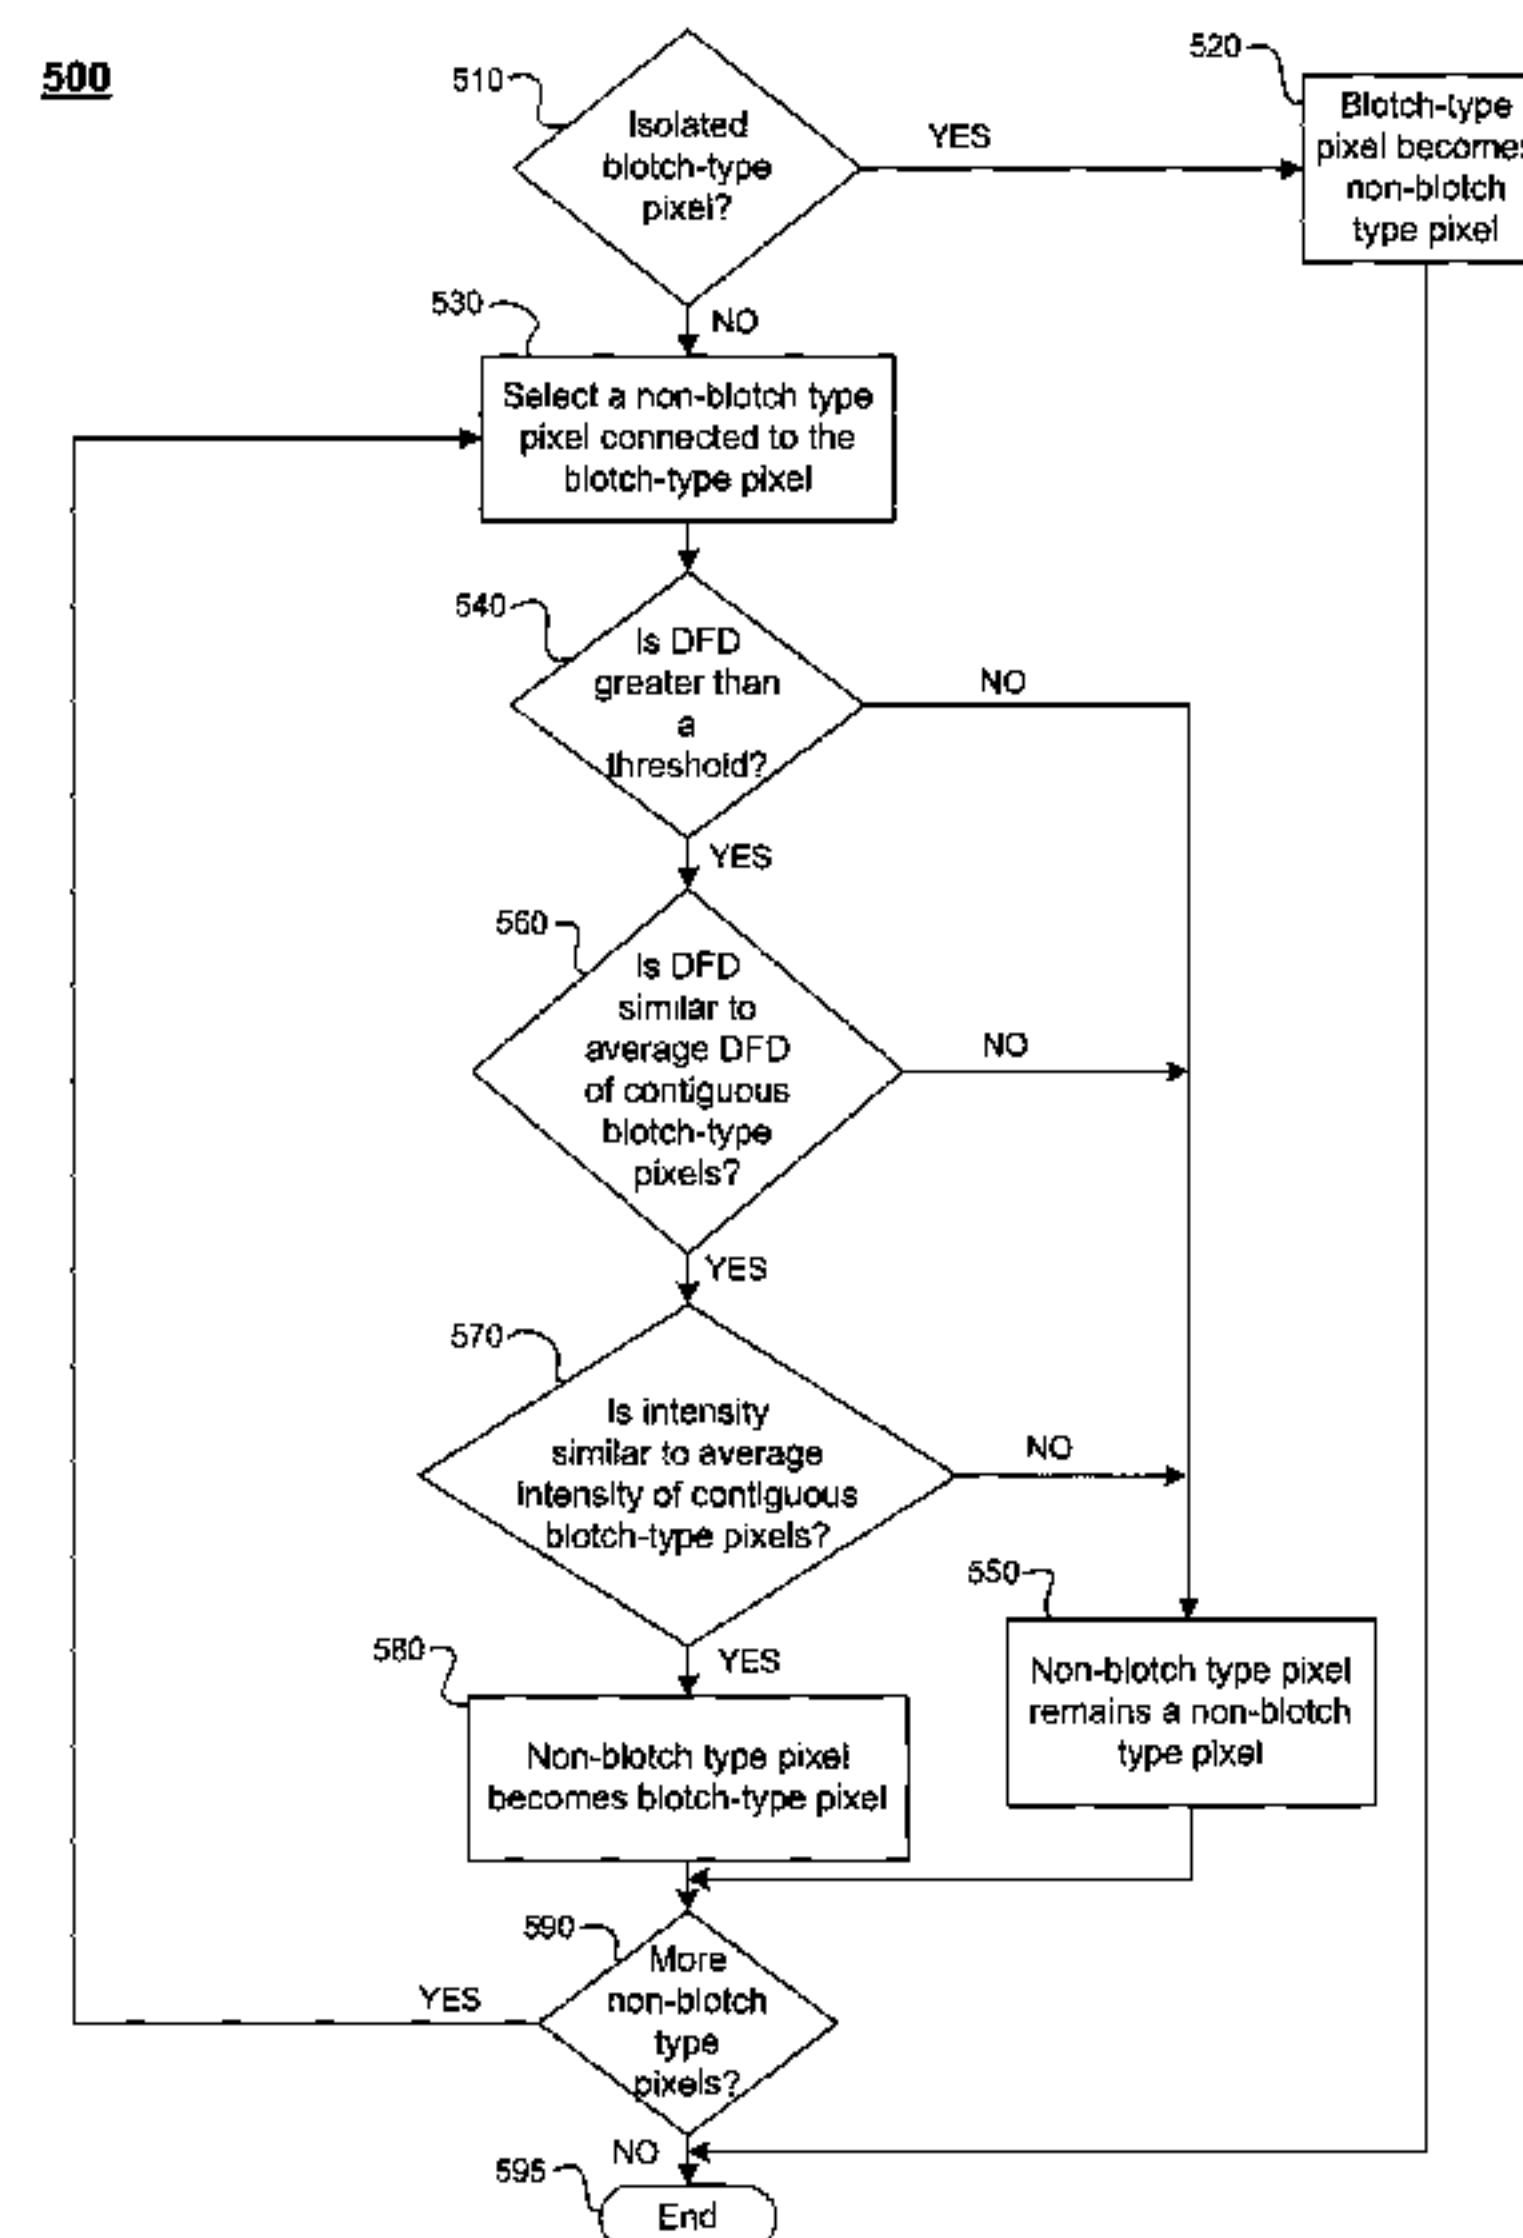 500
510
Isolated
blotch-type
pixel?
YES
520
Blotch-type
pixel becomes
non-blotch
type pixel
NO
530
Select a non-blotch type
pixel connected to the
blotch-type pixel
540
Is DFD
greater than
a
threshold?
NO
YES
560
Is DFD
similar to
average DFD
of contiguous
blotch-type
pixels?
NO
YES
570
Is intensity
similar to average
intensity of contiguous
blotch-type pixels?
NO
YES
550
Non-blotch type pixel
remains a non-blotch
type pixel
580
Non-blotch type pixel
becomes blotch-type pixel
590
More
non-blotch
type
pixels?
YES
NO
595
End